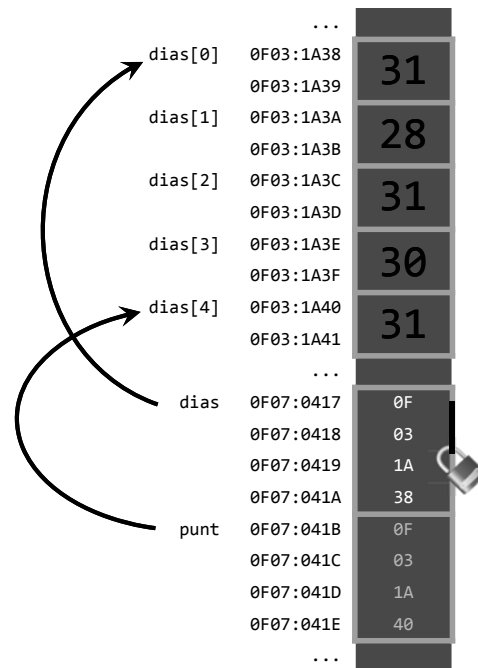 ...
dias[0] 0F03:1A38 31
0F03:1A39
dias[1] 0F03:1A3A 28
0F03:1A3B
dias[2] 0F03:1A3C 31
0F03:1A3D
dias[3] 0F03:1A3E 30
0F03:1A3F
dias[4] 0F03:1A40 31
0F03:1A41
...
dias 0F07:0417 0F
0F07:0418 03
0F07:0419 1A
0F07:041A 38
punt 0F07:041B 0F
0F07:041C 03
0F07:041D 1A
0F07:041E 40
...